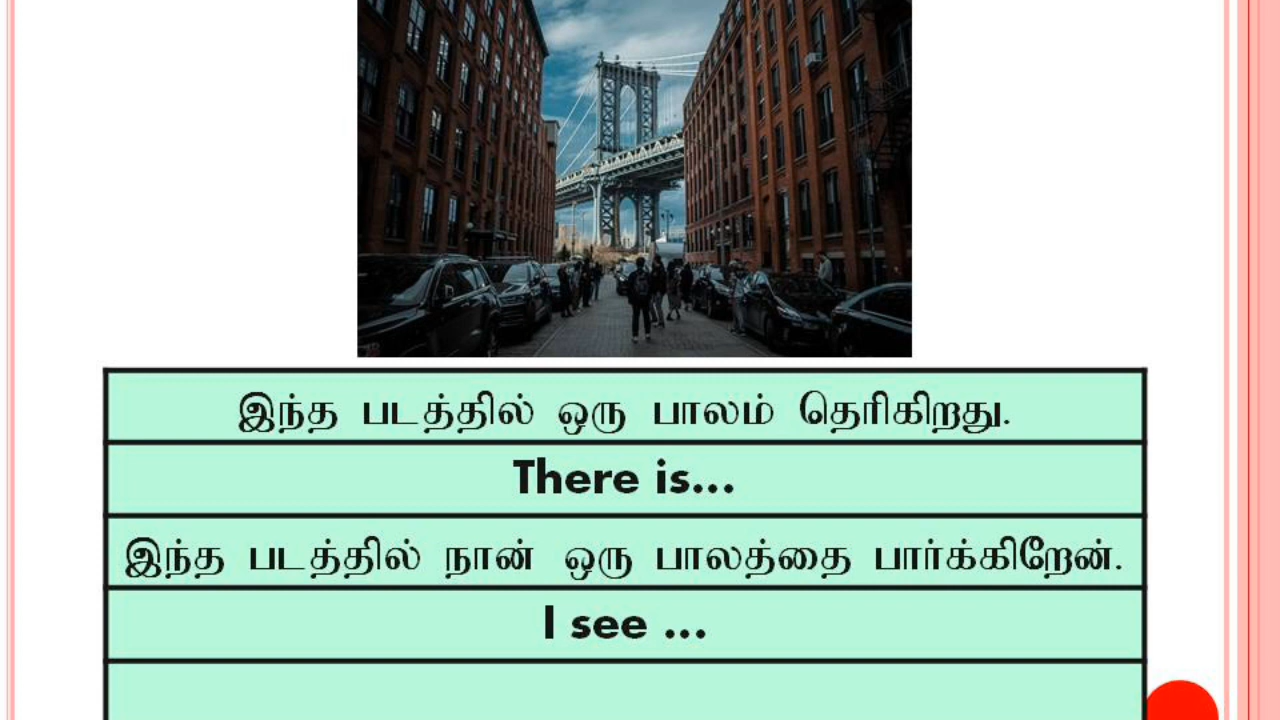 இந்த படத்தில் ஒரு பாலம் தெரிகிறது.
There is...
இந்த படத்தில் நான் ஒரு பாலத்தை பார்க்கிறேன்.
I see ...